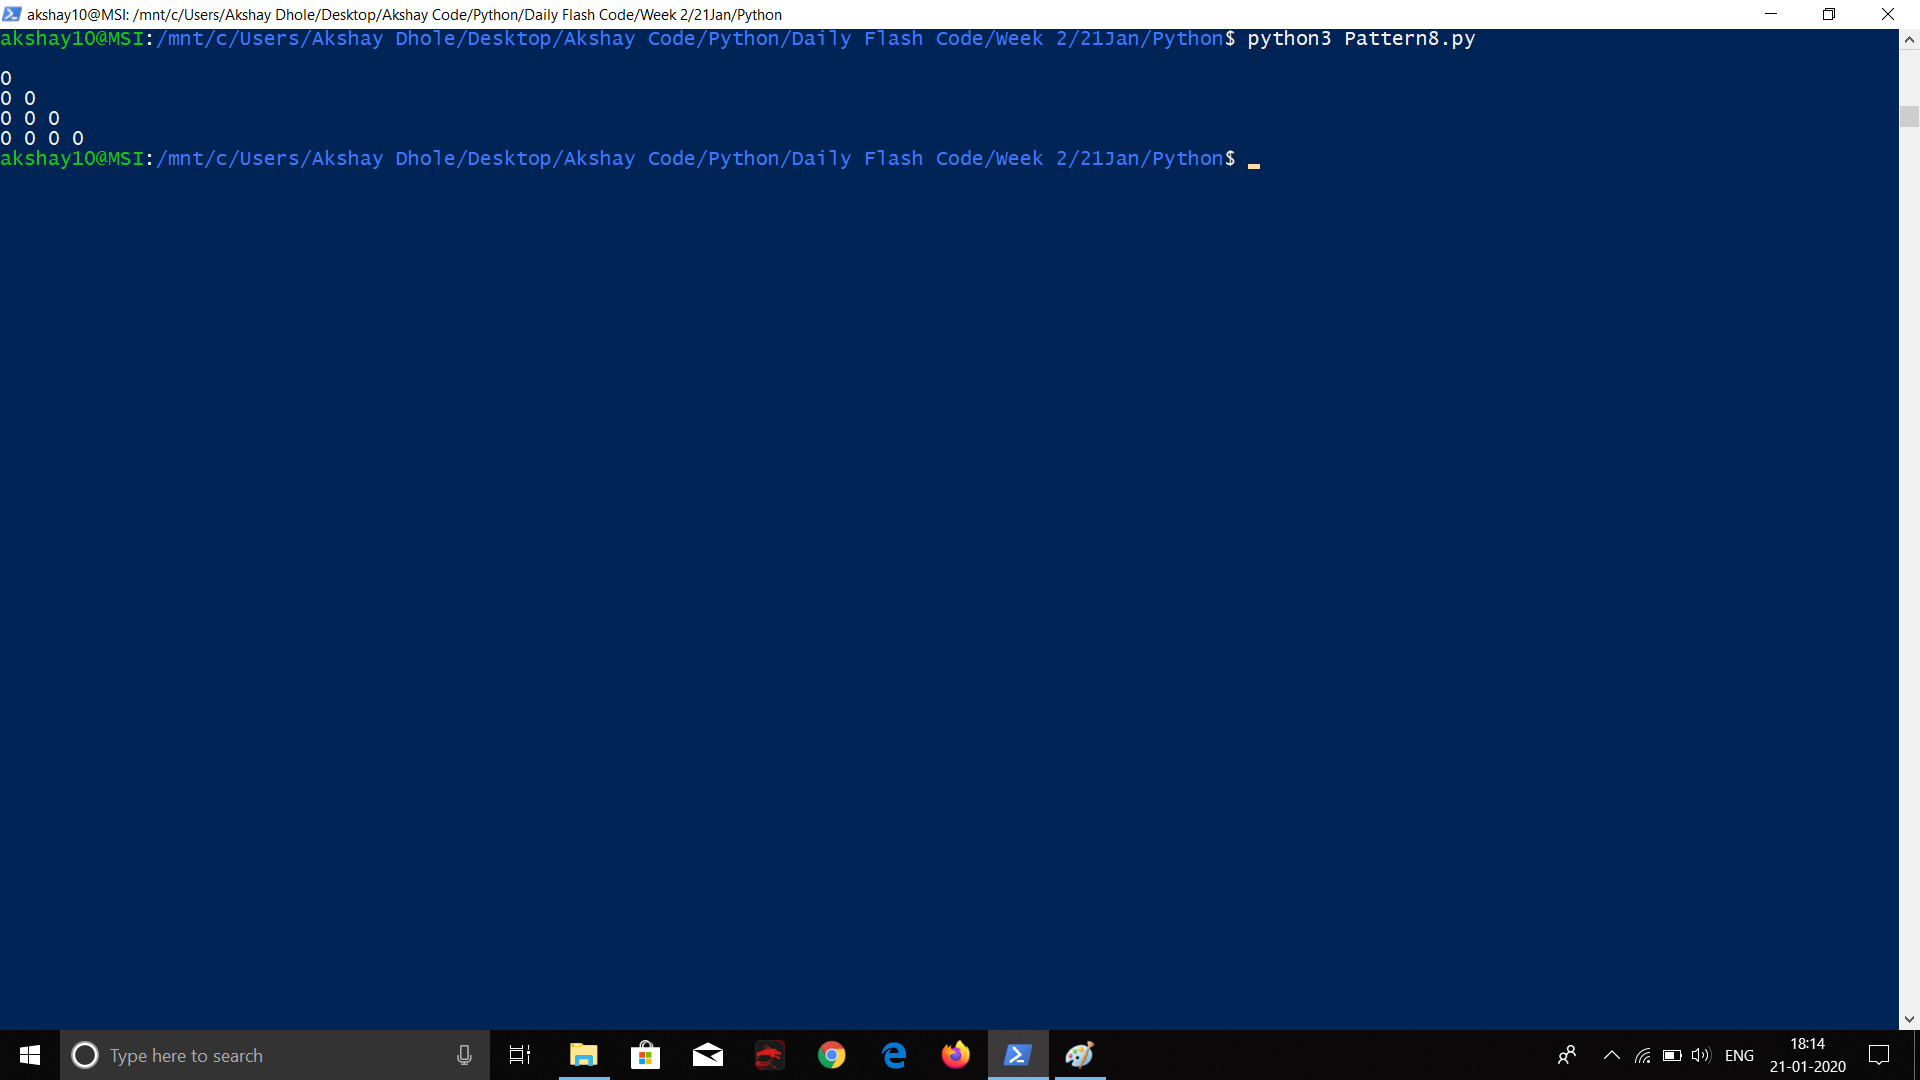 akshay10@MSI: /mnt/c/Users/Akshay Dhole/Desktop/Akshay Code/Python/Daily Flash Code/Week 2/21Jan/Python
akshay10@MSI:/mnt/c/Users/Akshay Dhole/Desktop/Akshay Code/Python/Daily Flash Code/Week 2/21Jan/Python$ python3 Pattern8.py
0
0 0
0 0 0
0 0 0 0
akshay10@MSI:/mnt/c/Users/Akshay Dhole/Desktop/Akshay Code/Python/Daily Flash Code/Week 2/21Jan/Python$
Type here to search
ENG
18:14
21-01-2020